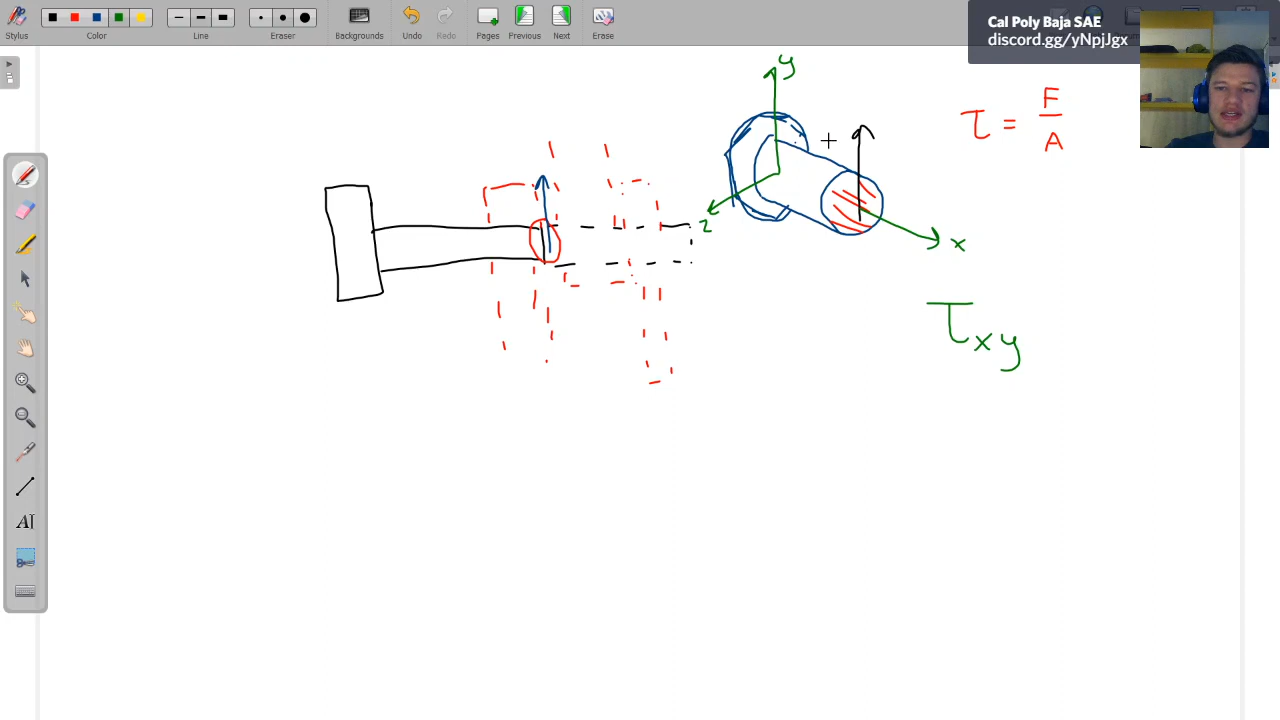 Stylus
Color
Line
Eraser
Backgrounds
Undo
Redo
Pages
Previous
Next
Erase
Cal Poly Baja SAE
discord.gg/yNpjJgx
y
z
x
τ = F/A
τxy
AI